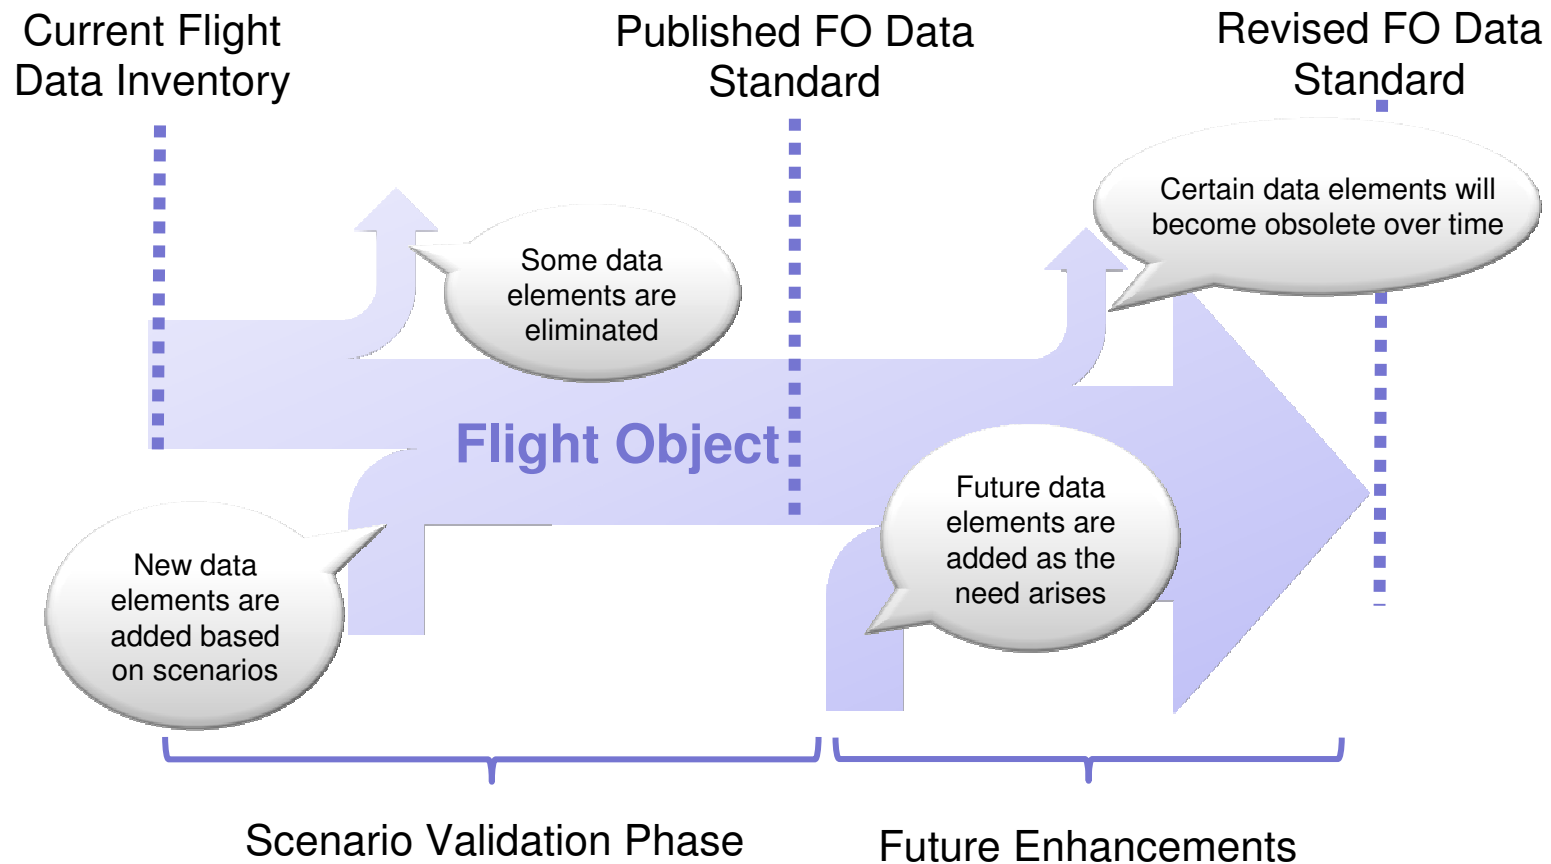 Current Flight
Data Inventory
Published FO Data
Standard
Revised FO Data
Standard
Certain data elements will
become obsolete over time
Some data
elements are
eliminated
Flight Object
New data
elements are
added based
on scenarios
Future data
elements are
added as the
need arises
Scenario Validation Phase
Future Enhancements